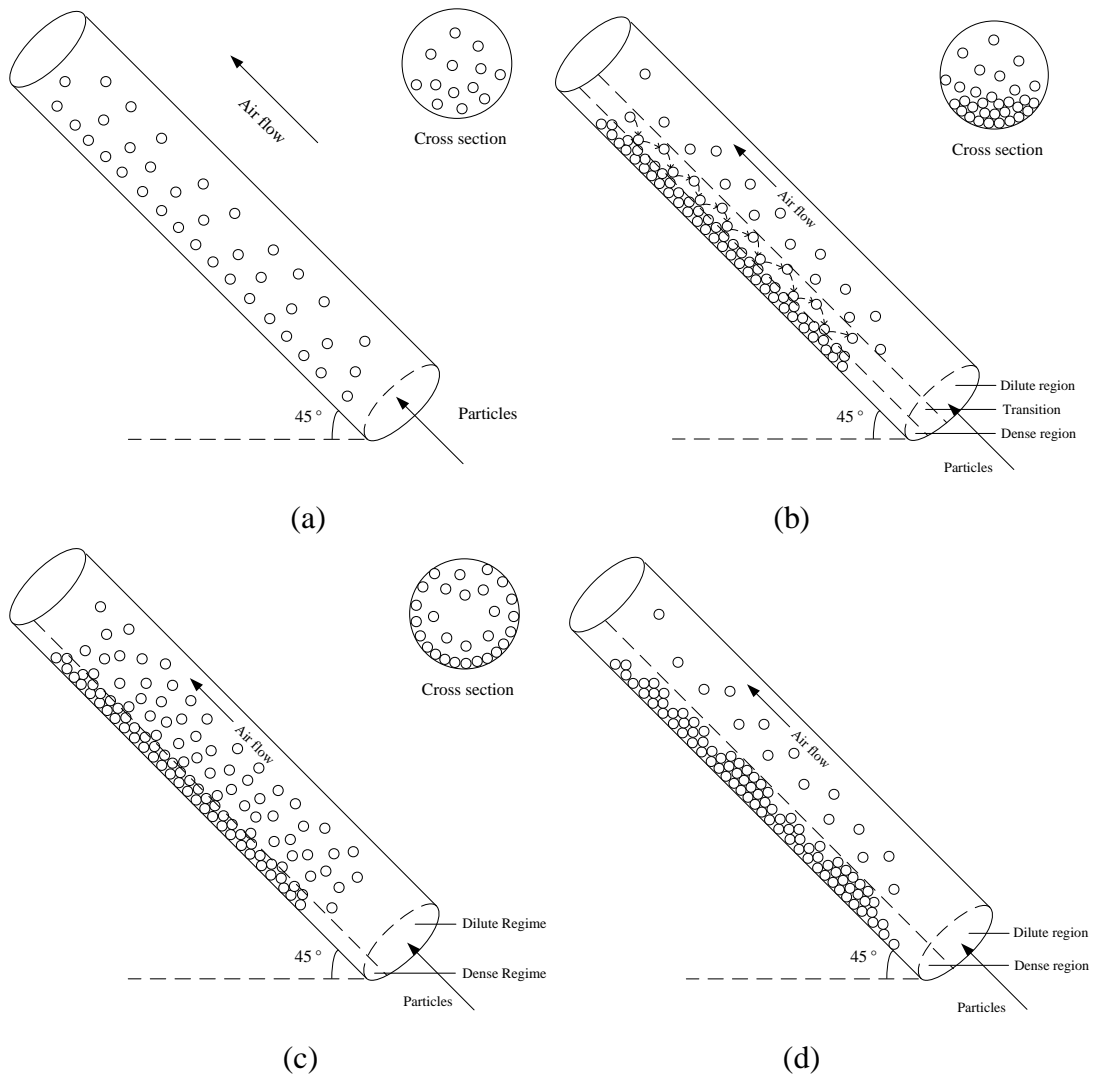 Air flow
Cross section
45 °
Particles
(a)
Cross section
Air flow
Dilute region
Transition
Dense region
45 °
Particles
(b)
Cross section
Air flow
Dilute Regime
45 °
Dense Regime
Particles
(c)
Air flow
Dilute region
45 °
Dense region
Particles
(d)